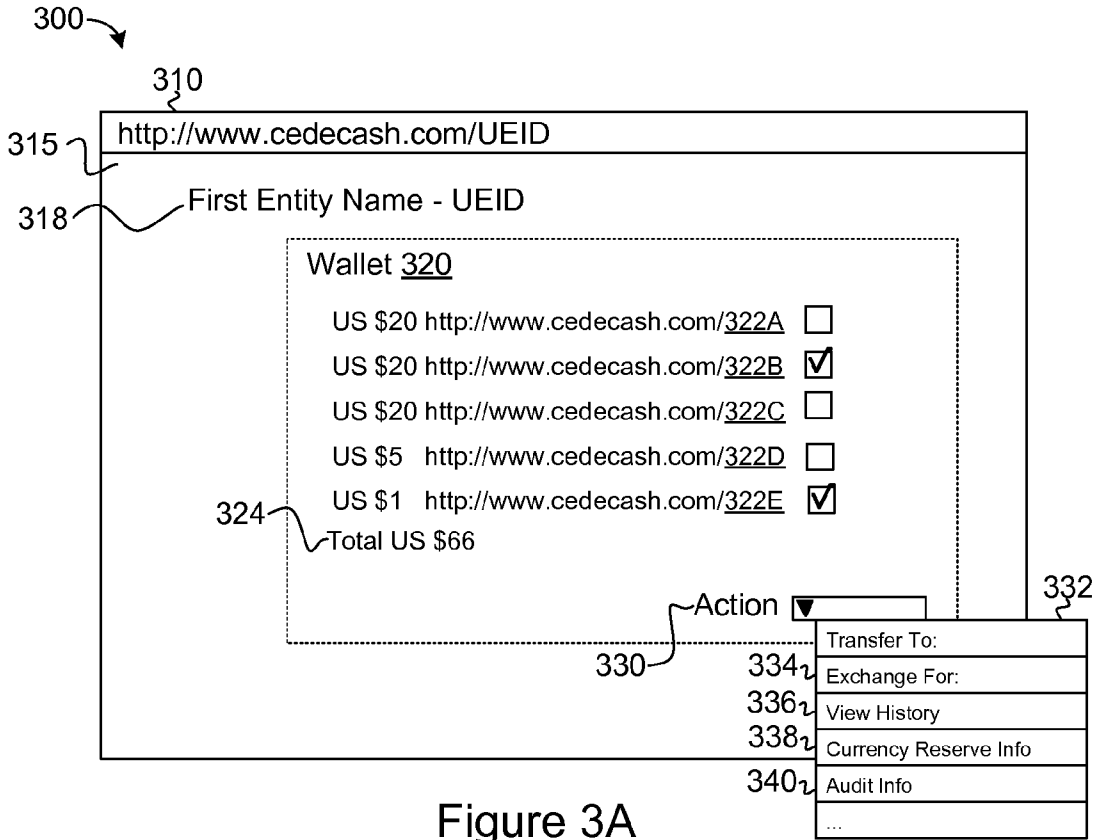 300
310
http://www.cedecash.com/UEID
315
First Entity Name - UEID
318
Wallet 320
US $20 http://www.cedecash.com/322A
US $20 http://www.cedecash.com/322B
US $20 http://www.cedecash.com/322C
US $5 http://www.cedecash.com/322D
US $1 http://www.cedecash.com/322E
324
Total US $66
332
Action
330
Transfer To:
334
Exchange For:
336
View History
338
Currency Reserve Info
340
Audit Info
...
Figure 3A